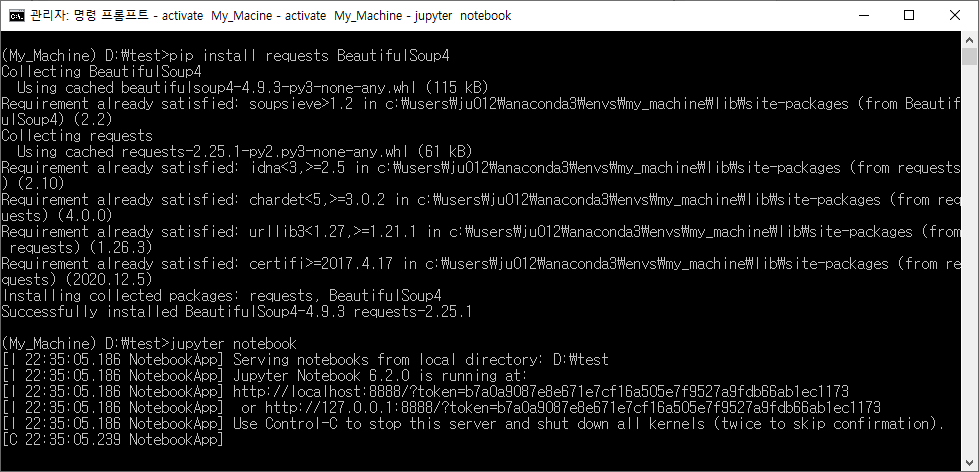 관리자: 명령 프롬프트 - activate  My_Macine - activate  My_Machine - jupyter  notebook
(My_Machine) D:₩test>pip install requests BeautifulSoup4
Collecting BeautifulSoup4
  Using cached beautifulsoup4-4.9.3-py3-none-any.whl (115 kB)
Requirement already satisfied: soupsieve>1.2 in c:₩users₩ju012₩anaconda3₩envs₩my_machine₩lib₩site-packages (from Beautif
ulSoup4) (2.2)
Collecting requests
  Using cached requests-2.25.1-py2.py3-none-any.whl (61 kB)
Requirement already satisfied: idna<3,>=2.5 in c:₩users₩ju012₩anaconda3₩envs₩my_machine₩lib₩site-packages (from requests
) (2.10)
Requirement already satisfied: chardet<5,>=3.0.2 in c:₩users₩ju012₩anaconda3₩envs₩my_machine₩lib₩site-packages (from req
uests) (4.0.0)
Requirement already satisfied: urllib3<1.27,>=1.21.1 in c:₩users₩ju012₩anaconda3₩envs₩my_machine₩lib₩site-packages (from
 requests) (1.26.3)
Requirement already satisfied: certifi>=2017.4.17 in c:₩users₩ju012₩anaconda3₩envs₩my_machine₩lib₩site-packages (from re
quests) (2020.12.5)
Installing collected packages: requests, BeautifulSoup4
Successfully installed BeautifulSoup4-4.9.3 requests-2.25.1
(My_Machine) D:₩test>jupyter notebook
[I 22:35:05.186 NotebookApp] Serving notebooks from local directory: D:₩test
[I 22:35:05.186 NotebookApp] Jupyter Notebook 6.2.0 is running at:
[I 22:35:05.186 NotebookApp] http://localhost:8888/?token=b7a0a9087e8e671e7cf16a505e7f9527a9fdb66ab1ec1173
[I 22:35:05.186 NotebookApp]  or http://127.0.0.1:8888/?token=b7a0a9087e8e671e7cf16a505e7f9527a9fdb66ab1ec1173
[I 22:35:05.186 NotebookApp] Use Control-C to stop this server and shut down all kernels (twice to skip confirmation).
[C 22:35:05.239 NotebookApp]